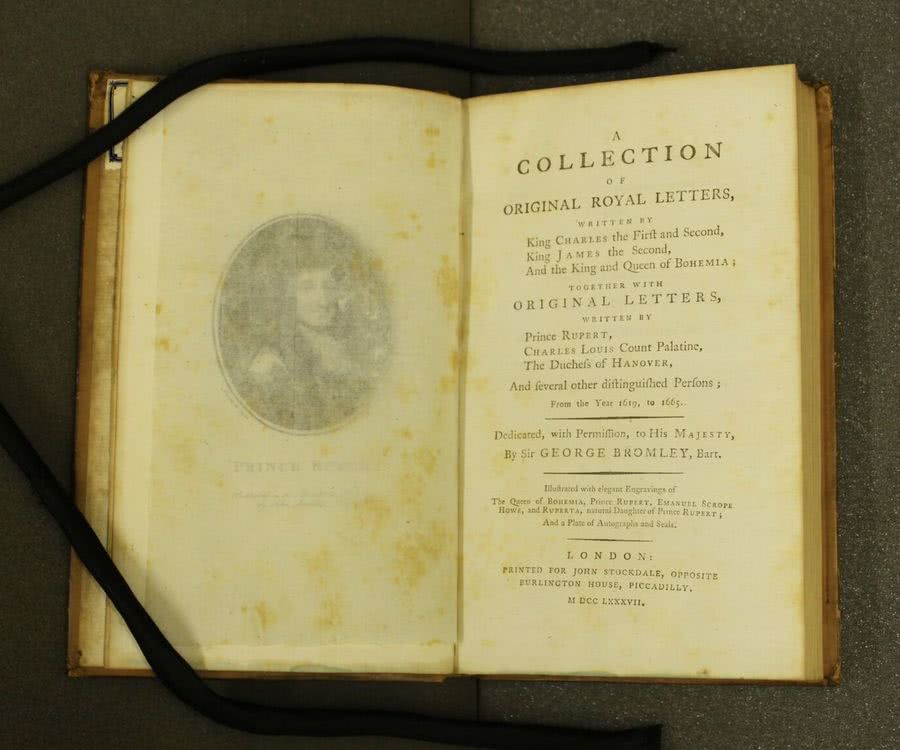 PRINCE RUPERT
A
COLLECTION
OF
ORIGINAL ROYAL LETTERS,
WRITTEN BY
King CHARLES the Firſt and Second,
King JAMES the Second,
And the King and Queen of BOHEMIA;
TOGETHER WITH
ORIGINAL LETTERS,
WRITTEN BY
Prince RUPERT,
CHARLES LOUIS Count Palatine,
The Ducheſs of HANOVER,
And ſeveral other diſtinguiſhed Perſons;
From the Year 1619, to 1665.
Dedicated, with Permiſſion, to His MAJESTY,
By Sir GEORGE BROMLEY, Bart.
Illuſtrated with elegant Engravings of
The Queen of BOHEMIA, Prince RUPERT, EMANUEL SCROPE
HOWE, and RUPERTA, natural Daughter of Prince RUPERT;
And a Plate of Autographs and Seals.
LONDON:
PRINTED FOR JOHN STOCKDALE, OPPOSITE
BURLINGTON HOUSE, PICCADILLY.
M DCC LXXXVII.